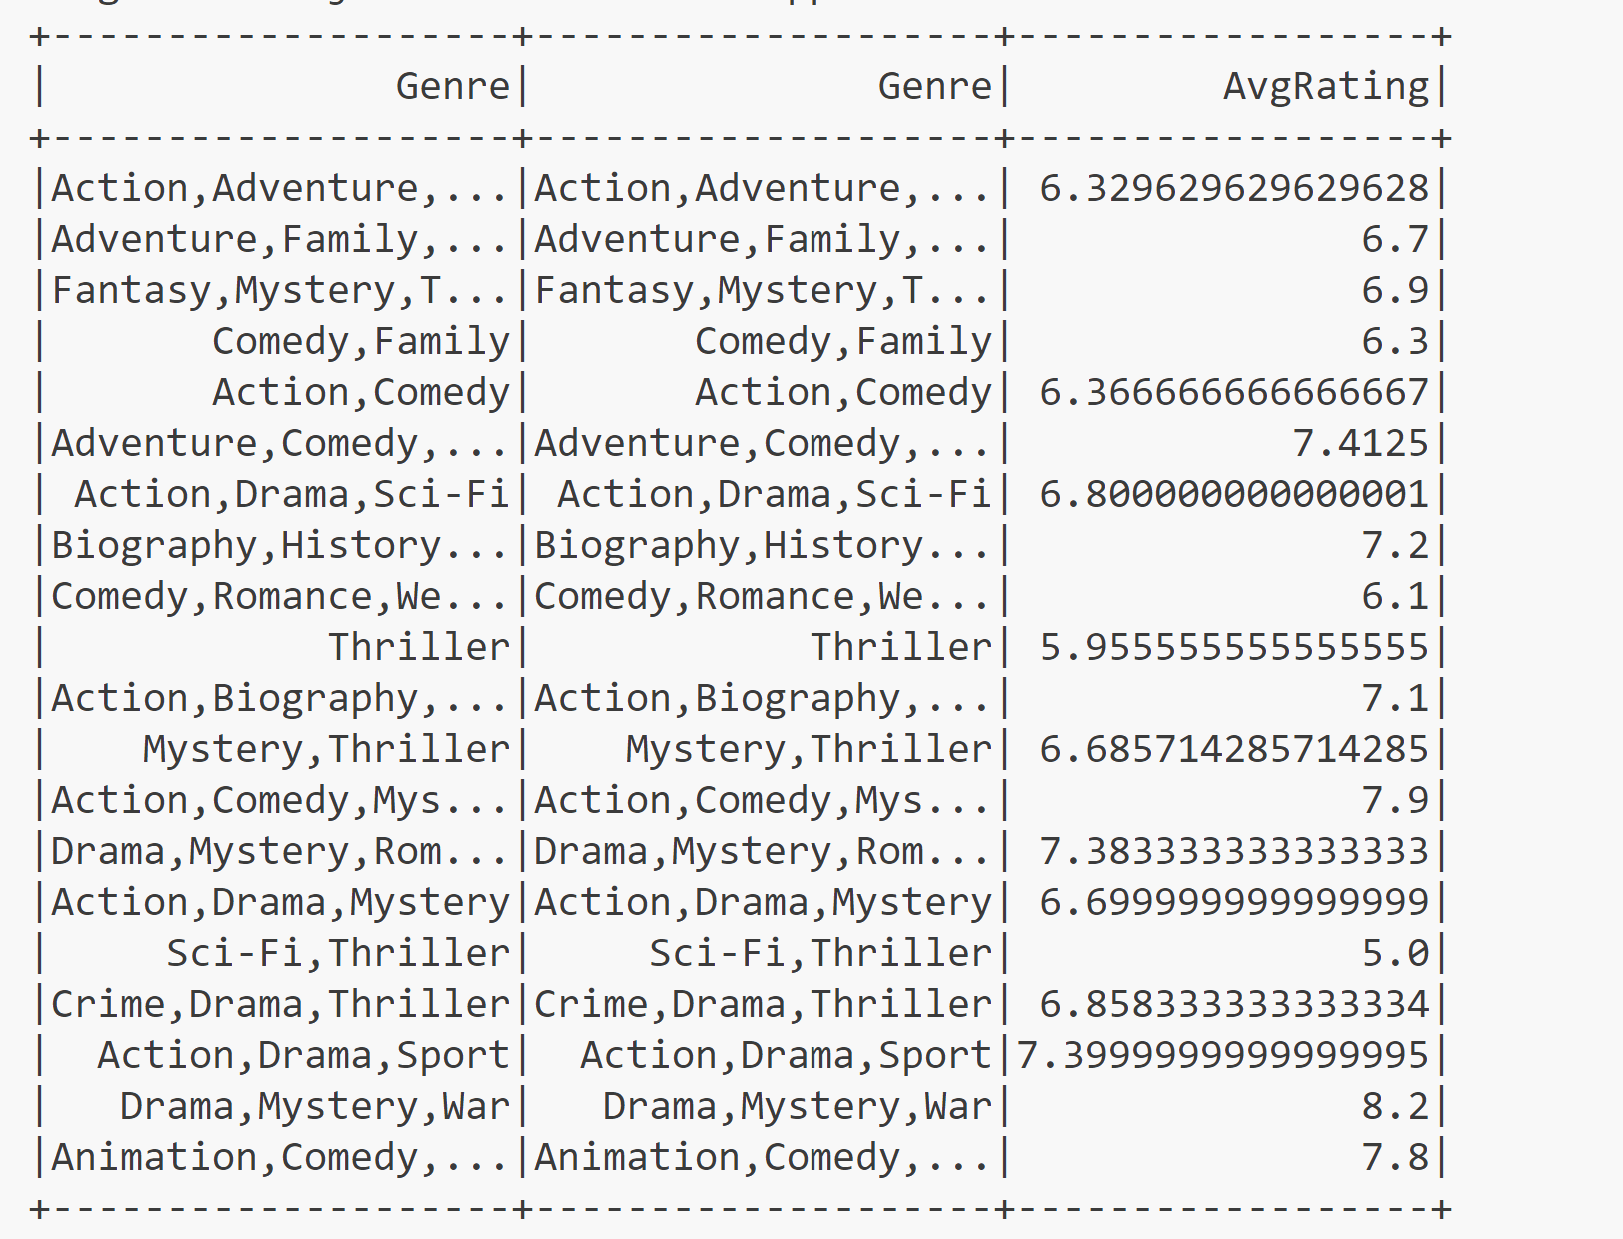 +--------------------+--------------------+------------------+
|               Genre|               Genre|         AvgRating|
+--------------------+--------------------+------------------+
|Action,Adventure,...|Action,Adventure,...| 6.329629629629628|
|Adventure,Family,...|Adventure,Family,...|               6.7|
|Fantasy,Mystery,T...|Fantasy,Mystery,T...|               6.9|
|       Comedy,Family|       Comedy,Family|               6.3|
|       Action,Comedy|       Action,Comedy| 6.366666666666667|
|Adventure,Comedy,...|Adventure,Comedy,...|            7.4125|
| Action,Drama,Sci-Fi| Action,Drama,Sci-Fi| 6.800000000000001|
|Biography,History...|Biography,History...|               7.2|
|Comedy,Romance,We...|Comedy,Romance,We...|               6.1|
|            Thriller|            Thriller| 5.955555555555555|
|Action,Biography,...|Action,Biography,...|               7.1|
|    Mystery,Thriller|    Mystery,Thriller| 6.685714285714285|
|Action,Comedy,Mys...|Action,Comedy,Mys...|               7.9|
|Drama,Mystery,Rom...|Drama,Mystery,Rom...| 7.383333333333333|
|Action,Drama,Mystery|Action,Drama,Mystery| 6.699999999999999|
|     Sci-Fi,Thriller|     Sci-Fi,Thriller|               5.0|
|Crime,Drama,Thriller|Crime,Drama,Thriller| 6.858333333333334|
|  Action,Drama,Sport|  Action,Drama,Sport|7.3999999999999995|
|   Drama,Mystery,War|   Drama,Mystery,War|               8.2|
|Animation,Comedy,...|Animation,Comedy,...|               7.8|
+--------------------+--------------------+------------------+